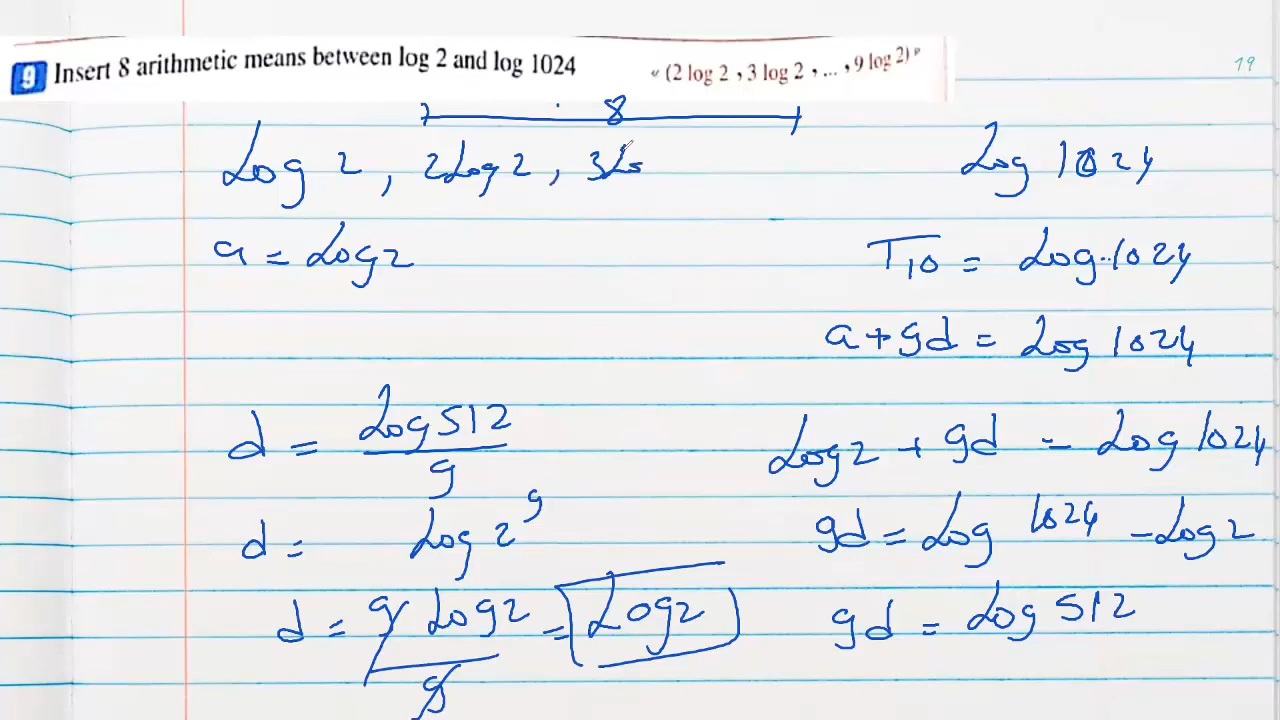 9 Insert 8 arithmetic means between log 2 and log 1024 « (2 log 2 , 3 log 2 , ... , 9 log 2) »
19
8
Log 2 , 2Log 2 , 3Lo Log 1024
a = Log 2 T10 = Log 1024
a + 9d = Log 1024
d = Log 512 / 9 Log 2 + 9d = Log 1024
d = Log 2^9 9d = Log 1024 - Log 2
d = 9 Log 2 / 9 = Log 2 9d = Log 512